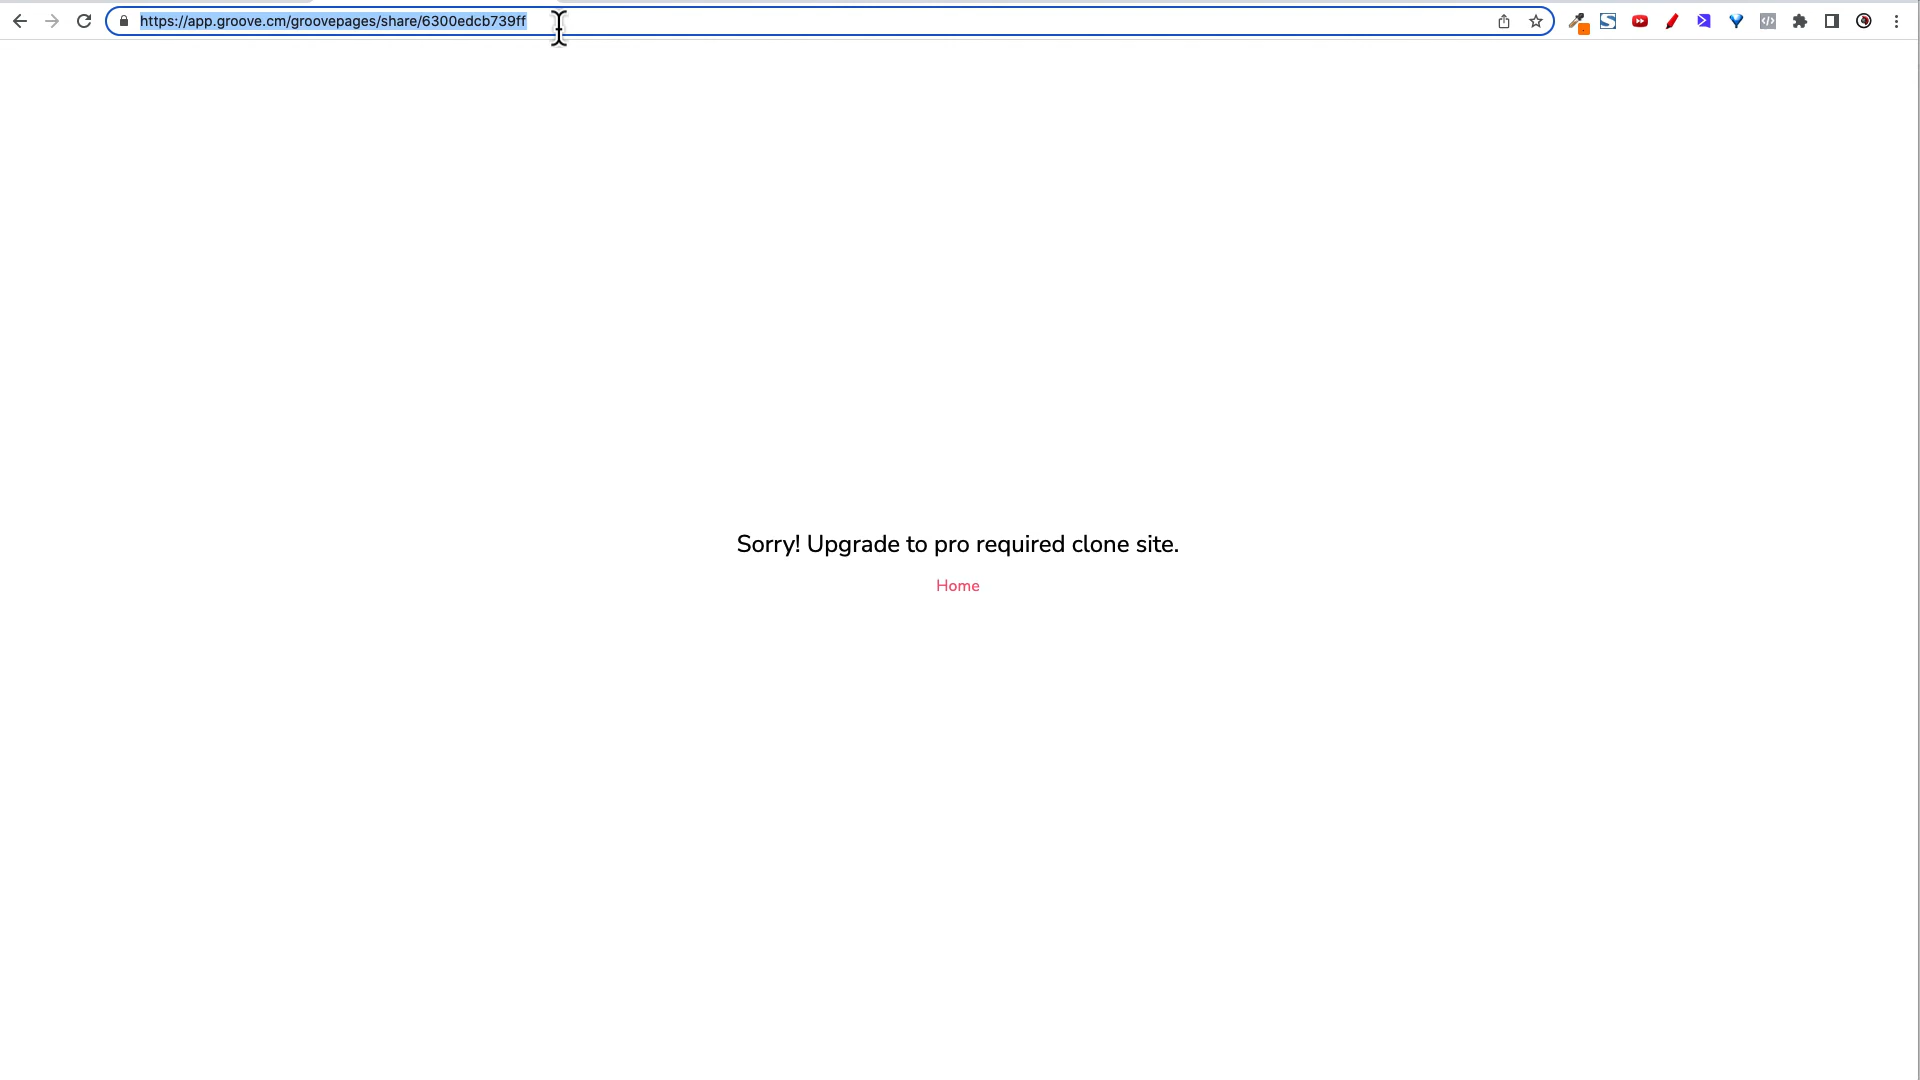 https://app.groove.cm/groovepages/share/6300edcb739ff
Sorry! Upgrade to pro required clone site.
Home